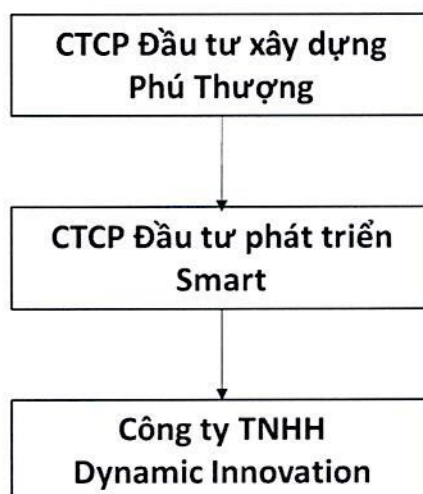 CTCP Đầu tư xây dựng
Phú Thượng
CTCP Đầu tư phát triển
Smart
Công ty TNHH
Dynamic Innovation